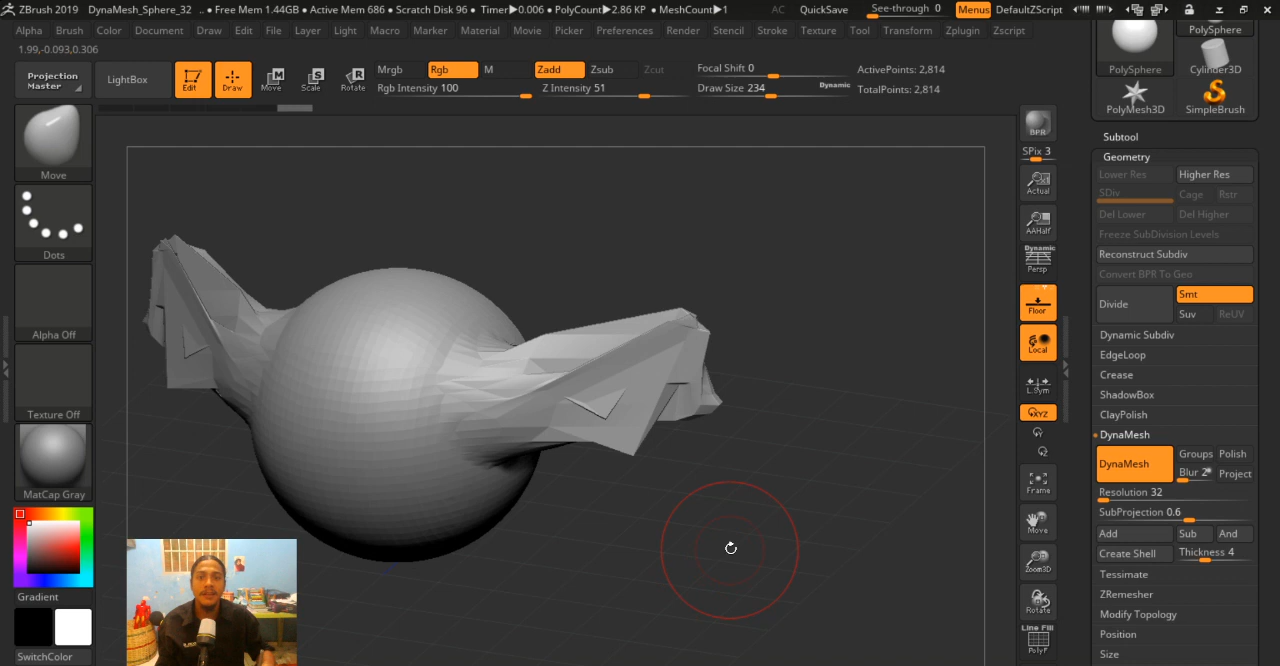 ZBrush 2019 DynaMesh_Sphere_32 .. ● Free Mem 1.44GB ● Active Mem 686 ● Scratch Disk 96 ● Timer▶0.006 ● PolyCount▶2.86 KP ● MeshCount▶1 AC QuickSave See-through 0 Menus DefaultZScript
Alpha Brush Color Document Draw Edit File Layer Light Macro Marker Material Movie Picker Preferences Render Stencil Stroke Texture Tool Transform Zplugin Zscript
1.99,-0.093,0.306
Projection Master
LightBox
Edit
Draw
Move
Scale
Rotate
Mrgb Rgb M
Rgb Intensity 100
Zadd Zsub Zcut
Z Intensity 51
Focal Shift 0
Draw Size 234 Dynamic
ActivePoints: 2,814
TotalPoints: 2,814
Move
Dots
Alpha Off
Texture Off
MatCap Gray
Gradient
SwitchColor
BPR
SPix 3
Actual
AAHalf
Dynamic
Persp
Floor
Local
L.Sym
XYZ
Y
Z
Frame
Move
Zoom3D
Rotate
Line Fill
PolyF
PolySphere PolySphere
Cylinder3D
PolyMesh3D SimpleBrush
Subtool
Geometry
Lower Res Higher Res
SDiv Cage Rstr
Del Lower Del Higher
Freeze SubDivision Levels
Reconstruct Subdiv
Convert BPR To Geo
Divide Smt
Suv ReUV
Dynamic Subdiv
EdgeLoop
Crease
ShadowBox
ClayPolish
DynaMesh
DynaMesh Groups Polish
Blur 2 Project
Resolution 32
SubProjection 0.6
Add Sub And
Create Shell Thickness 4
Tessimate
ZRemesher
Modify Topology
Position
Size